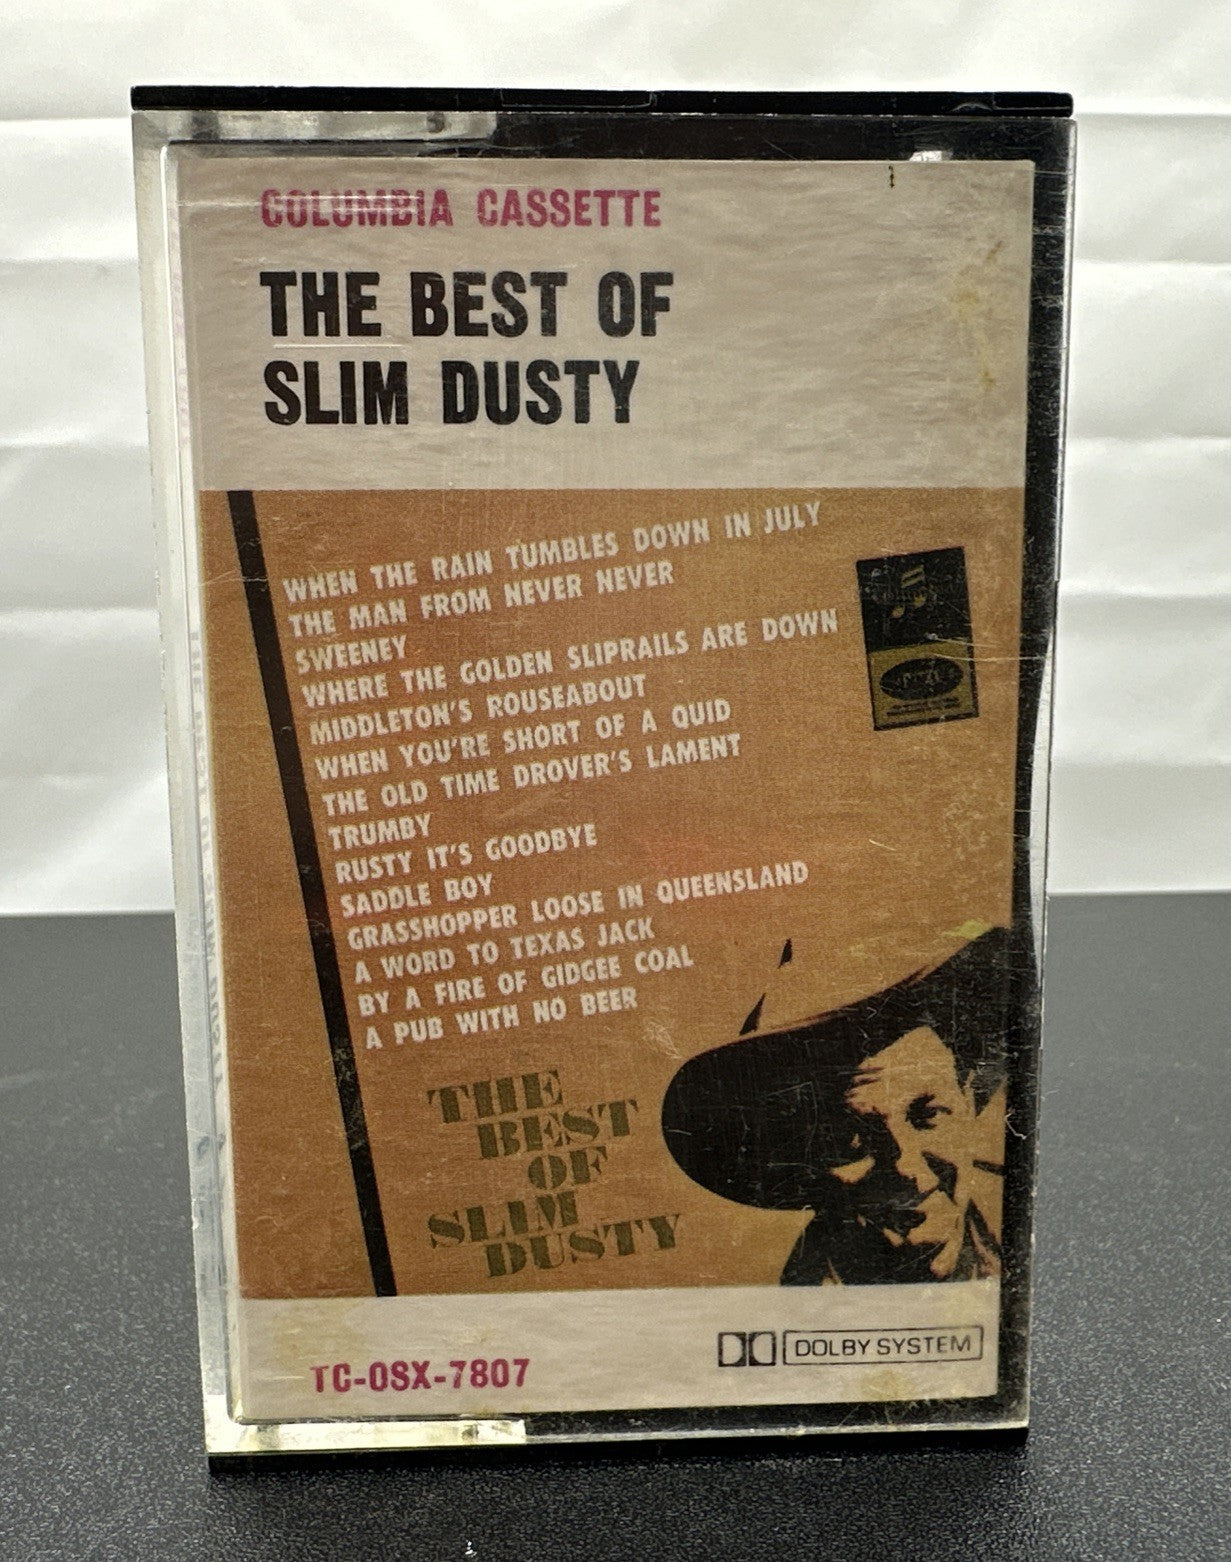 COLUMBIA CASSETTE
THE BEST OF
SLIM DUSTY
WHEN THE RAIN TUMBLES DOWN IN JULY
THE MAN FROM NEVER NEVER
SWEENEY
WHERE THE GOLDEN SLIPRAILS ARE DOWN
MIDDLETON'S ROUSEABOUT
WHEN YOU'RE SHORT OF A QUID
THE OLD TIME DROVER'S LAMENT
TRUMBY
RUSTY IT'S GOODBYE
SADDLE BOY
GRASSHOPPER LOOSE IN QUEENSLAND
A WORD TO TEXAS JACK
BY A FIRE OF GIDGEE COAL
A PUB WITH NO BEER
THE
BEST
OF
SLIM
DUSTY
TC-OSX-7807
DOLBY SYSTEM